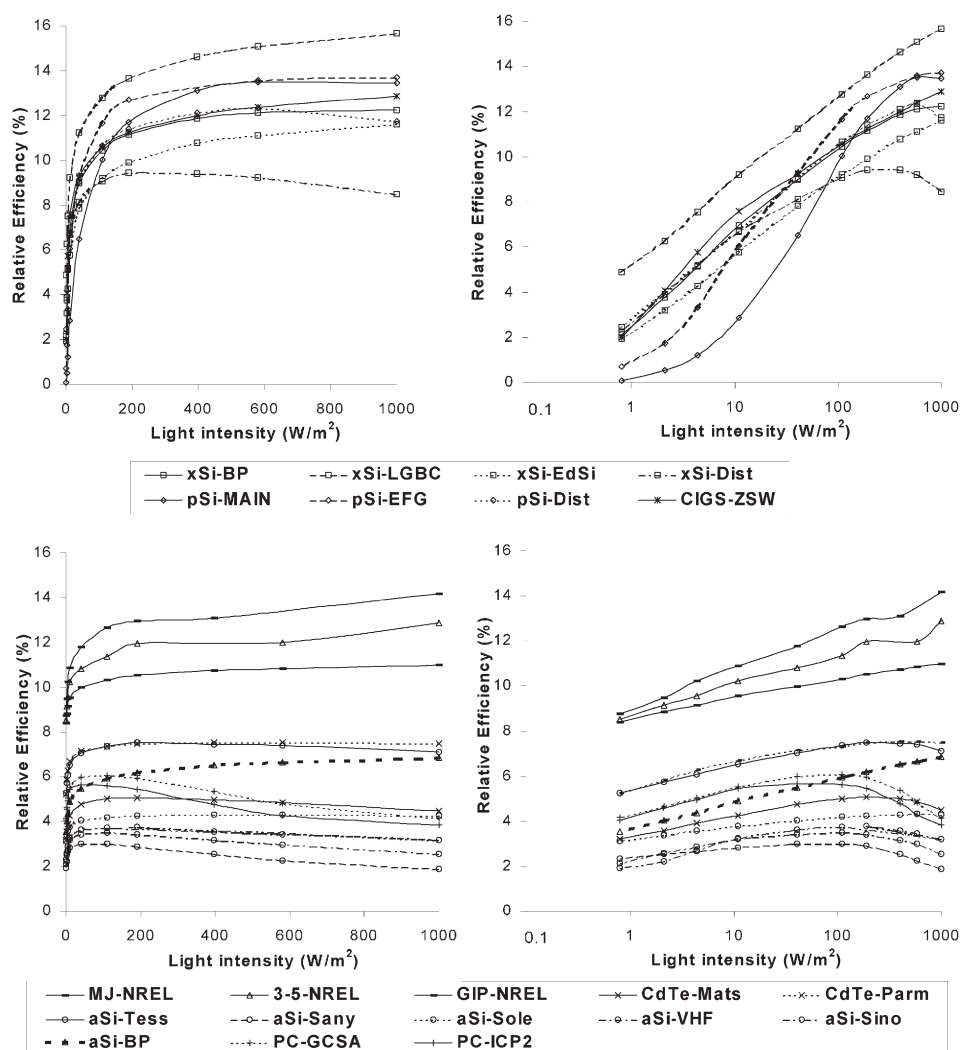 16
14
12
10
8
6
4
2
0
Relative Efficiency (%)
0 200 400 600 800 1000
Light intensity (W/m²)
16
14
12
10
8
6
4
2
0
Relative Efficiency (%)
0.1 1 10 100 1000
Light intensity (W/m²)
xSi-BP xSi-LGBC xSi-EdSi xSi-Dist
pSi-MAIN pSi-EFG pSi-Dist CIGS-ZSW
16
14
12
10
8
6
4
2
0
Relative Efficiency (%)
0 200 400 600 800 1000
Light intensity (W/m²)
16
14
12
10
8
6
4
2
0
Relative Efficiency (%)
0.1 1 10 100 1000
Light intensity (W/m²)
MJ-NREL 3-5-NREL GIP-NREL CdTe-Mats CdTe-Parm
aSi-Tess aSi-Sany aSi-Sole aSi-VHF aSi-Sino
aSi-BP PC-GCSA PC-ICP2